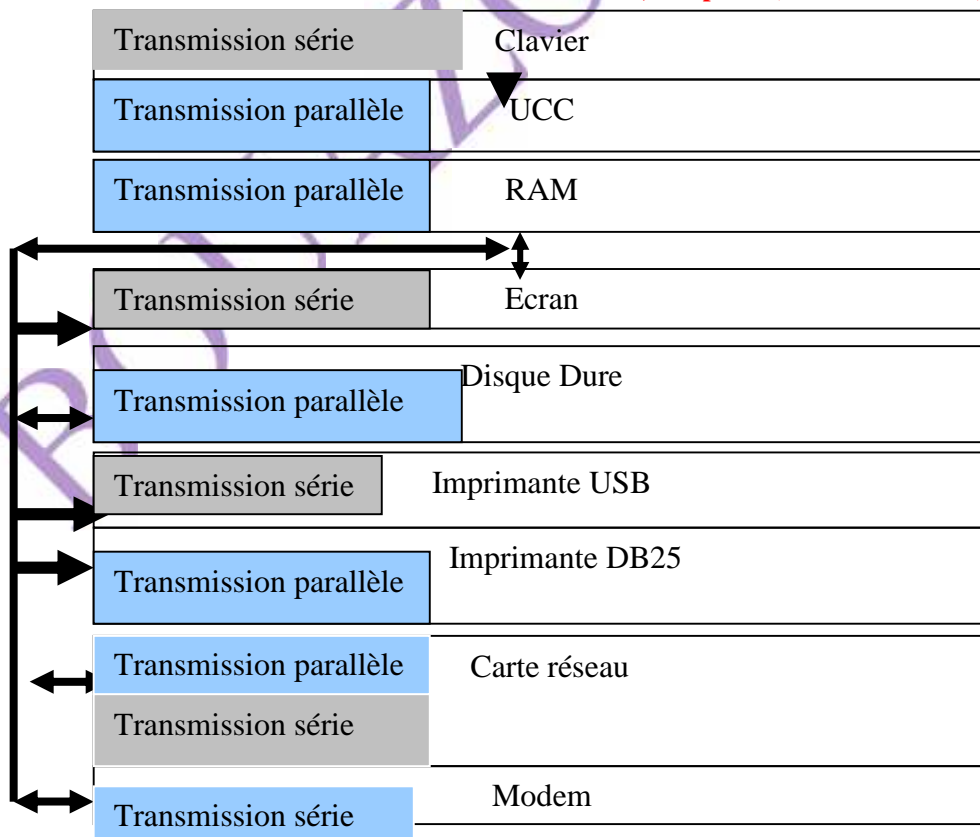 Transmission série Clavier
Transmission parallèle UCC
Transmission parallèle RAM
Transmission série Ecran
Disque Dure
Transmission parallèle
Transmission série Imprimante USB
Imprimante DB25
Transmission parallèle
Transmission parallèle Carte réseau
Transmission série
Modem
Transmission série